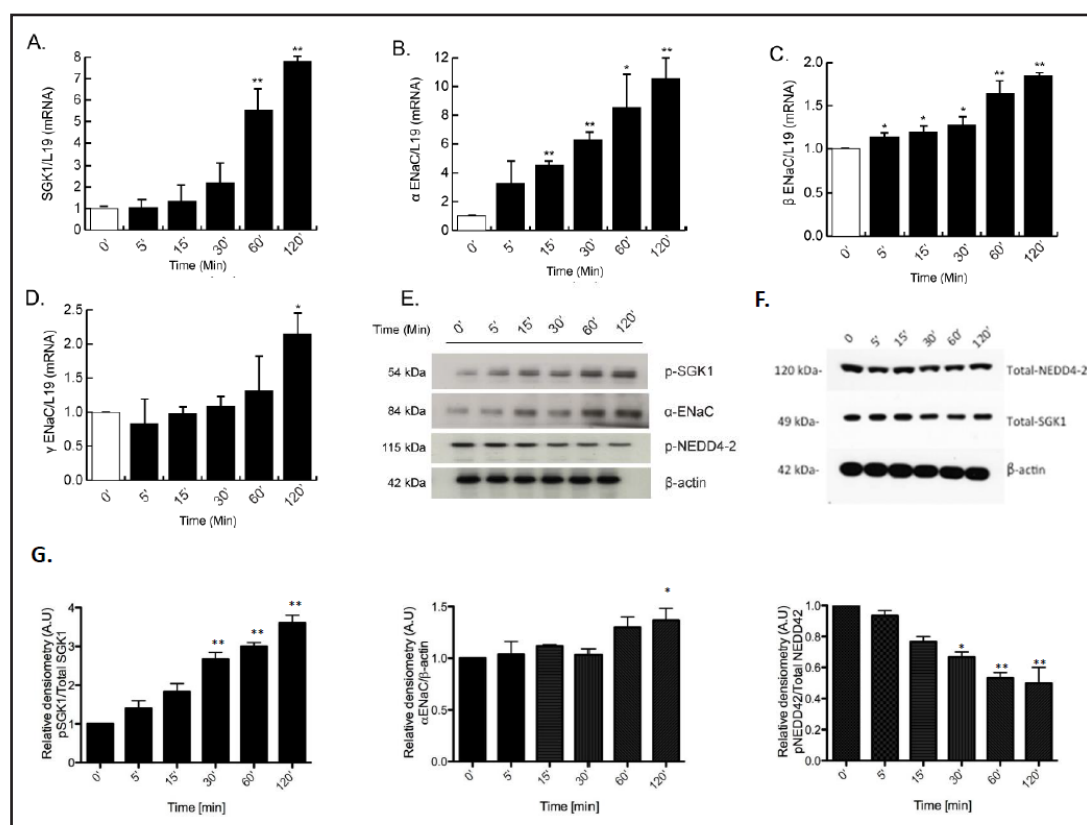 A.
SGK1/L19 (mRNA)
8
7
6
5
4
3
2
1
0
** **
0' 5' 15' 30' 60' 120'
Time (Min)
B.
α ENaC/L19 (mRNA)
12
10
8
6
4
2
0
** ** * **
0' 5' 15' 30' 60' 120'
Time (Min)
C.
β ENaC/L19 (mRNA)
2.0
1.5
1.0
0.5
0.0
* * * ** **
0' 5' 15' 30' 60' 120'
Time (Min)
D.
γ ENaC/L19 (mRNA)
2.5
2.0
1.5
1.0
0.5
0.0
*
0' 5' 15' 30' 60' 120'
Time (Min)
E.
Time (Min) 0' 5' 15' 30' 60' 120'
54 kDa p-SGK1
84 kDa α-ENaC
115 kDa p-NEDD4-2
42 kDa β-actin
F.
0 5' 15' 30' 60' 120'
120 kDa- Total-NEDD4-2
49 kDa- Total-SGK1
42 kDa- β-actin
G.
Relative densiometry (A.U)
pSGK1/Total SGK1
4
3
2
1
0
** ** **
0' 5' 15' 30' 60' 120'
Time [min]
Relative densiometry (A.U)
αENaC/β-actin
1.5
1.0
0.5
0.0
*
0' 5' 15' 30' 60' 120'
Time [min]
Relative densiometry (A.U)
pNEDD42/Total NEDD42
1.0
0.8
0.6
0.4
0.2
0.0
* ** **
0' 5' 15' 30' 60' 120'
Time [min]